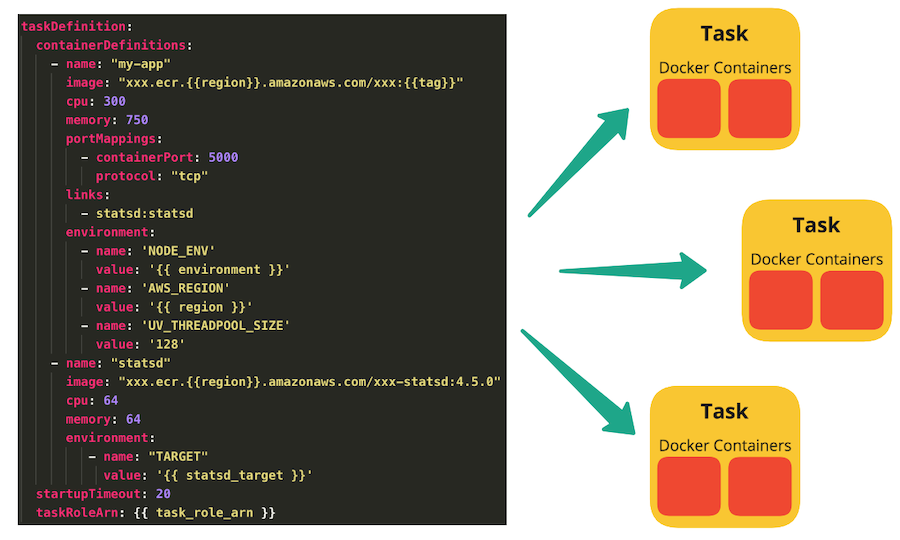 taskDefinition:
containerDefinitions:
- name: "my-app"
image: "xxx.ecr.{{region}}.amazonaws.com/xxx:{{tag}}"
cpu: 300
memory: 750
portMappings:
- containerPort: 5000
protocol: "tcp"
links:
- statsd:statsd
environment:
- name: 'NODE_ENV'
value: '{{ environment }}'
- name: 'AWS_REGION'
value: '{{ region }}'
- name: 'UV_THREADPOOL_SIZE'
value: '128'
- name: "statsd"
image: "xxx.ecr.{{region}}.amazonaws.com/xxx-statsd:4.5.0"
cpu: 64
memory: 64
environment:
- name: "TARGET"
value: '{{ statsd_target }}'
startupTimeout: 20
taskRoleArn: {{ task_role_arn }}
Task
Docker Containers
Task
Docker Containers
Task
Docker Containers